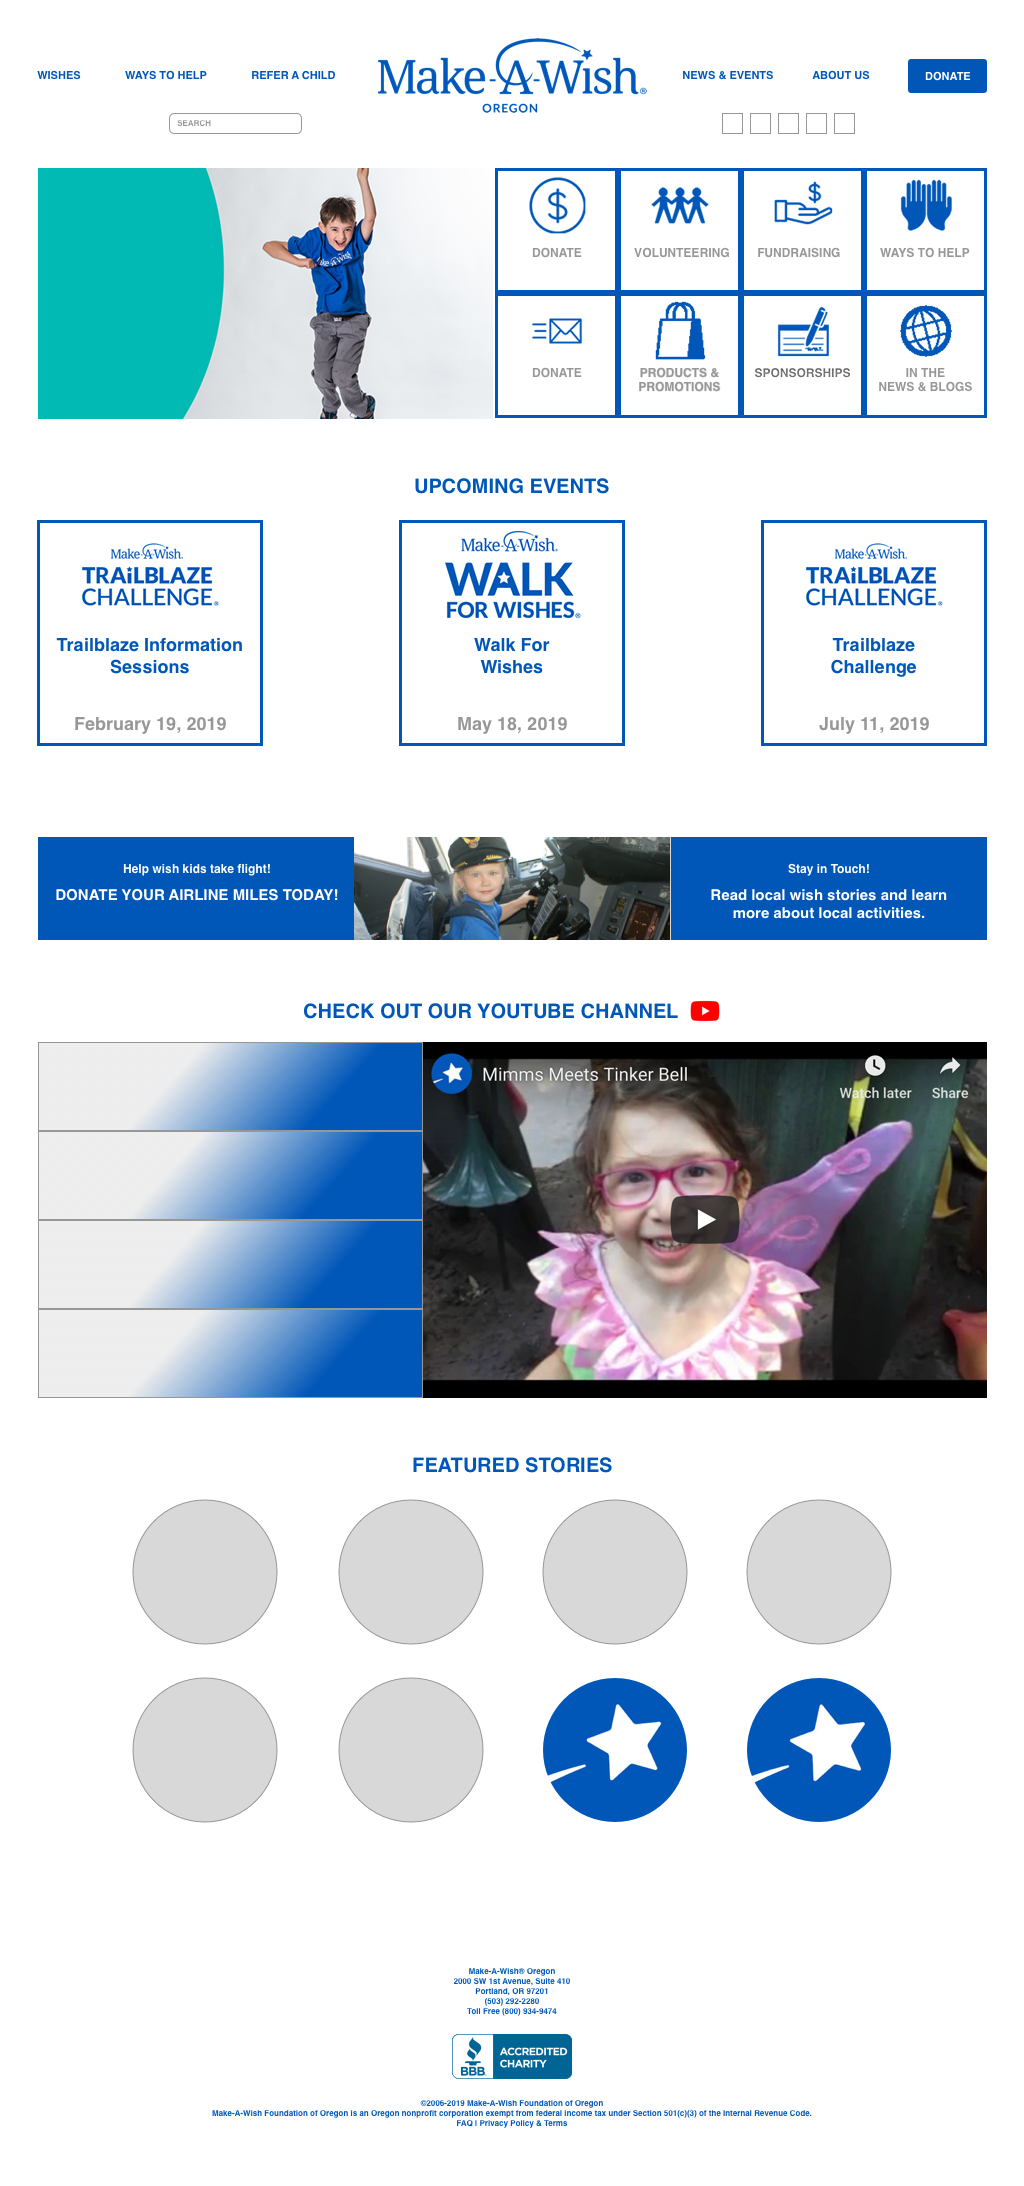 WISHES
WAYS TO HELP
REFER A CHILD
Make-A-Wish®
OREGON
NEWS & EVENTS
ABOUT US
DONATE
SEARCH
DONATE
VOLUNTEERING
FUNDRAISING
WAYS TO HELP
Make-A-Wish
DONATE
PRODUCTS &
PROMOTIONS
SPONSORSHIPS
IN THE
NEWS & BLOGS
UPCOMING EVENTS
Make-A-Wish.
TRAiLBLAZE
CHALLENGE®
Trailblaze Information
Sessions
February 19, 2019
Make-A-Wish®
WALK
FOR WISHES®
Walk For
Wishes
May 18, 2019
Make-A-Wish.
TRAiLBLAZE
CHALLENGE®
Trailblaze
Challenge
July 11, 2019
Help wish kids take flight!
DONATE YOUR AIRLINE MILES TODAY!
Stay in Touch!
Read local wish stories and learn
more about local activities.
CHECK OUT OUR YOUTUBE CHANNEL
Mimms Meets Tinker Bell
Watch later
Share
FEATURED STORIES
Make-A-Wish® Oregon
2000 SW 1st Avenue, Suite 410
Portland, OR 97201
(503) 292-2280
Toll Free (800) 934-9474
BBB
ACCREDITED
CHARITY
©2006-2019 Make-A-Wish Foundation of Oregon
Make-A-Wish Foundation of Oregon is an Oregon nonprofit corporation exempt from federal income tax under Section 501(c)(3) of the Internal Revenue Code.
FAQ | Privacy Policy & Terms